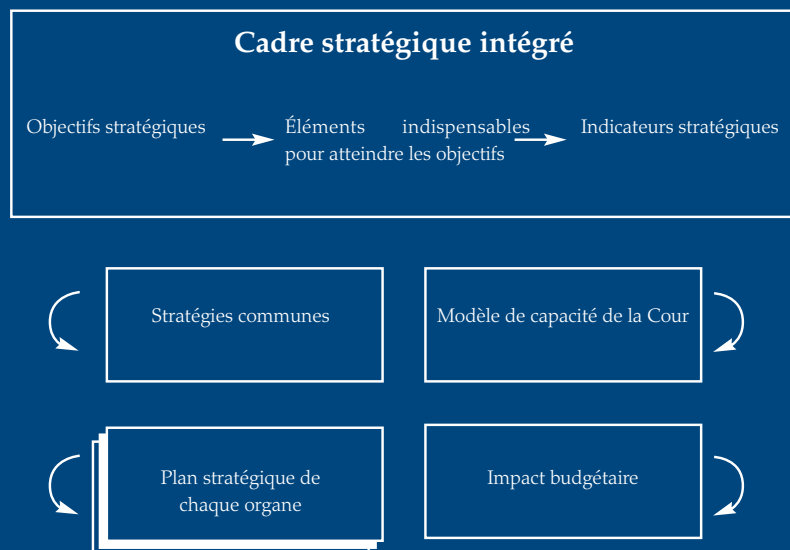 Cadre stratégique intégré
Objectifs stratégiques
Éléments indispensables
pour atteindre les objectifs
Indicateurs stratégiques
Stratégies communes
Modèle de capacité de la Cour
Plan stratégique de
chaque organe
Impact budgétaire